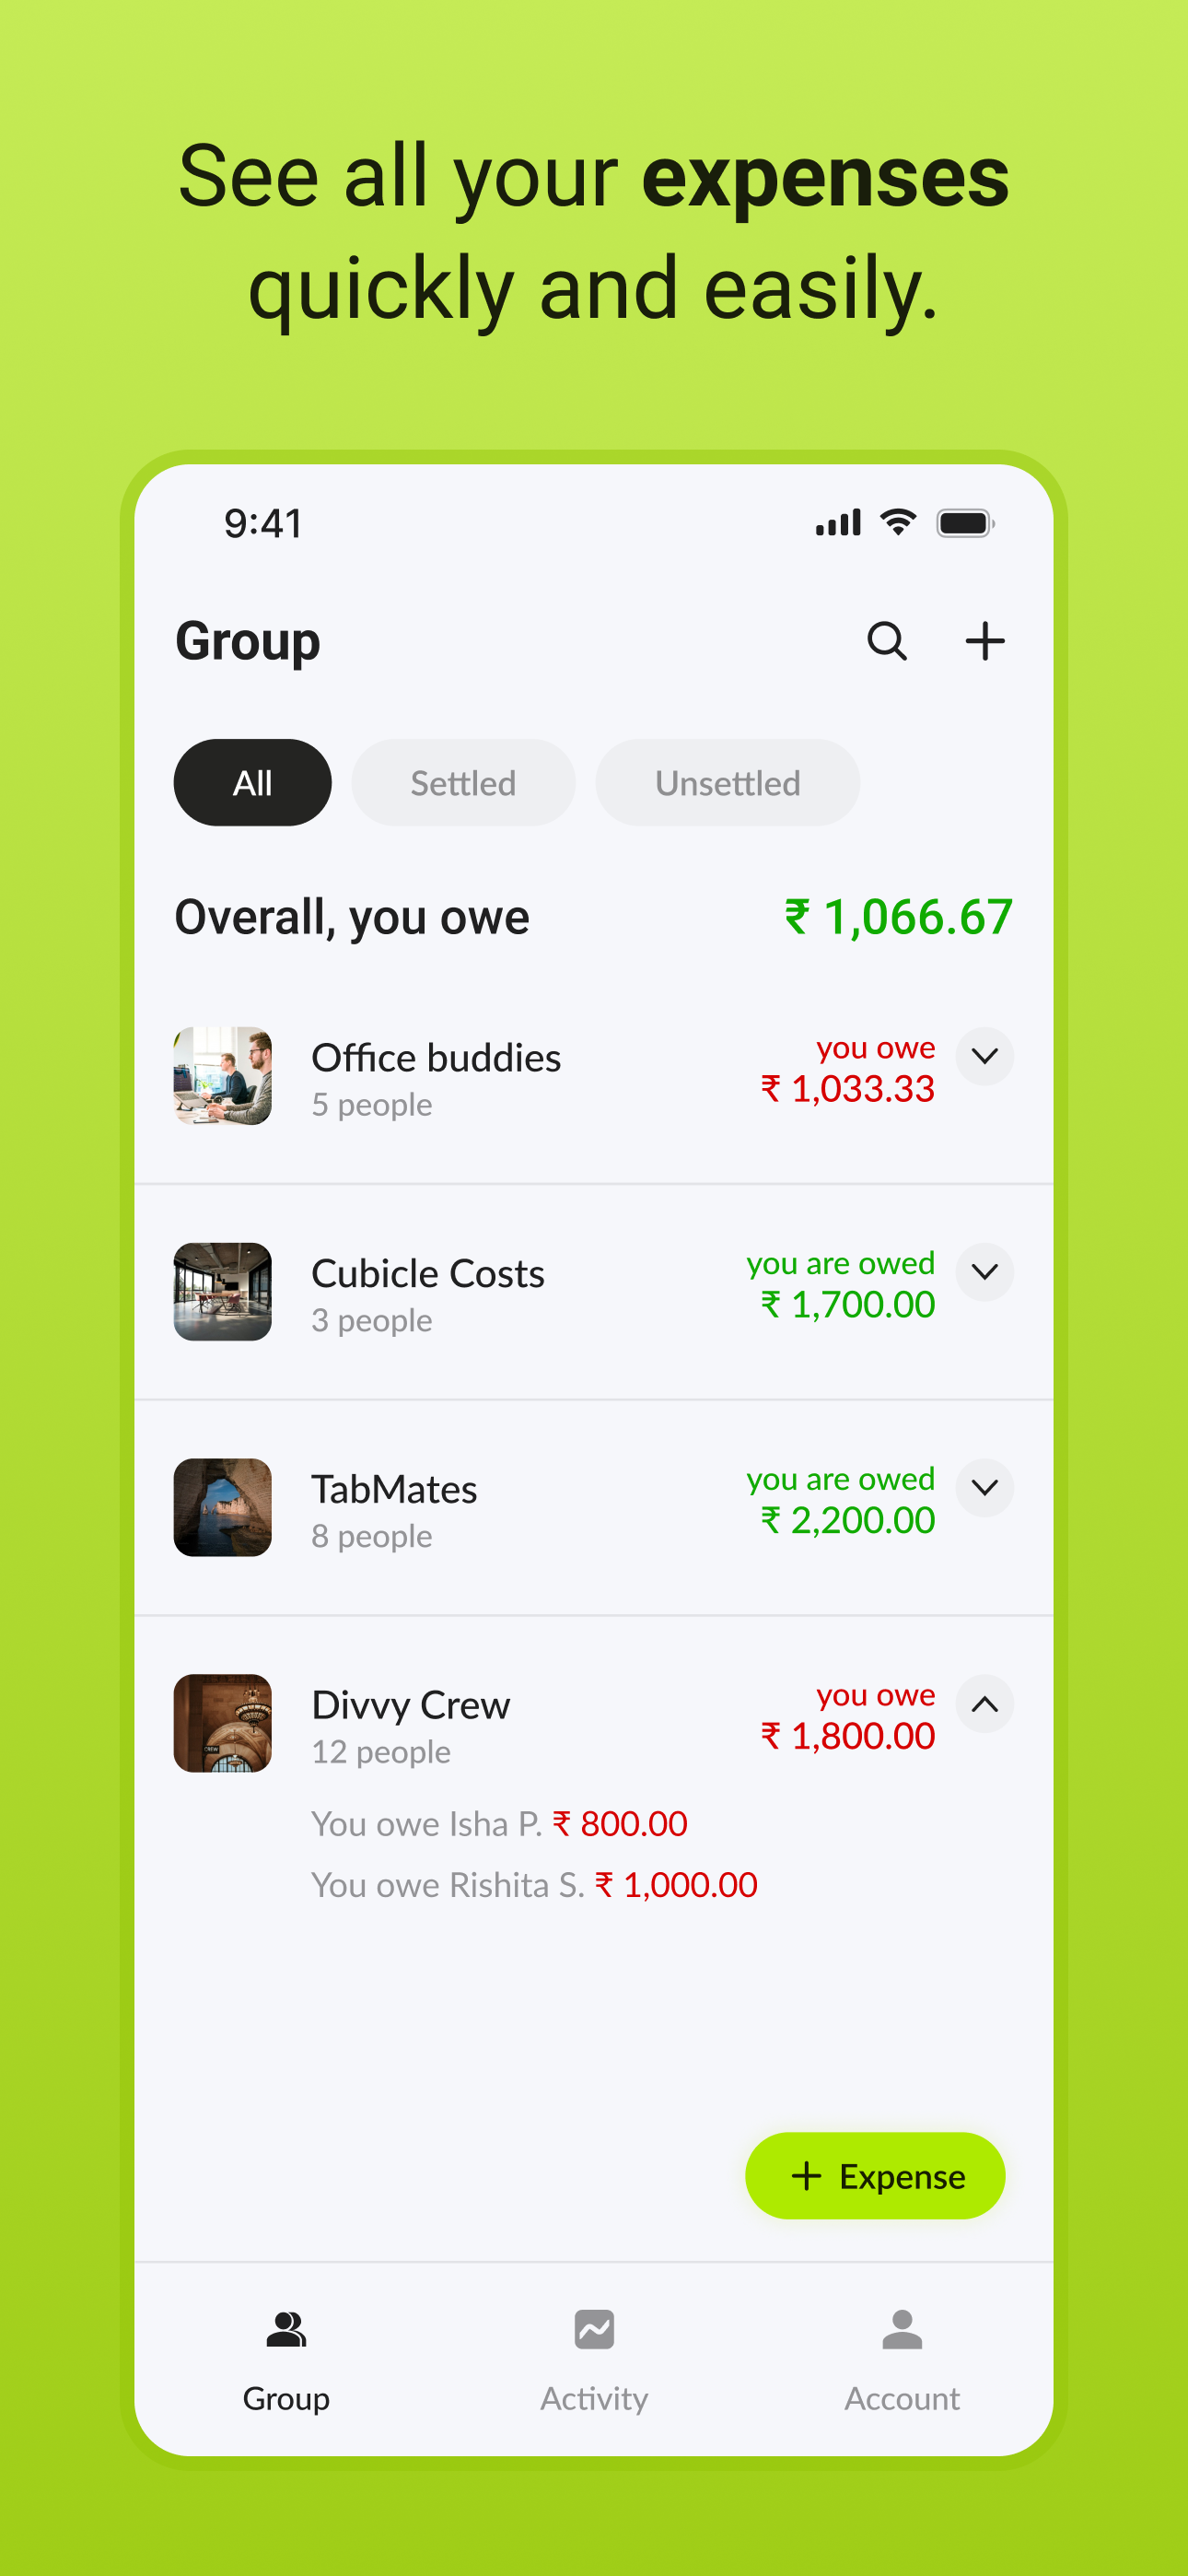 See all your expenses
quickly and easily.
9:41
Group
All Settled Unsettled
Overall, you owe ₹ 1,066.67
Office buddies
5 people
you owe
₹ 1,033.33
Cubicle Costs
3 people
you are owed
₹ 1,700.00
TabMates
8 people
you are owed
₹ 2,200.00
Divvy Crew
12 people
you owe
₹ 1,800.00
You owe Isha P. ₹ 800.00
You owe Rishita S. ₹ 1,000.00
+ Expense
Group Activity Account